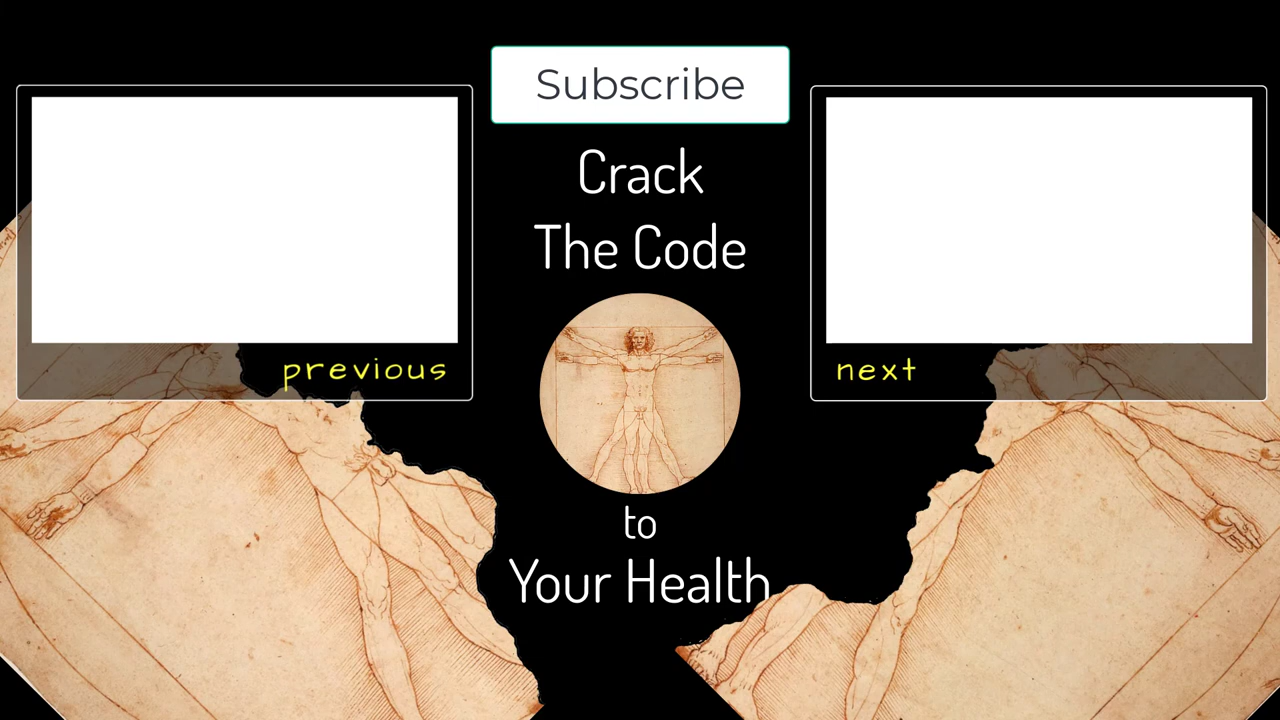 Subscribe
Crack
The Code
previous
next
to
Your Health